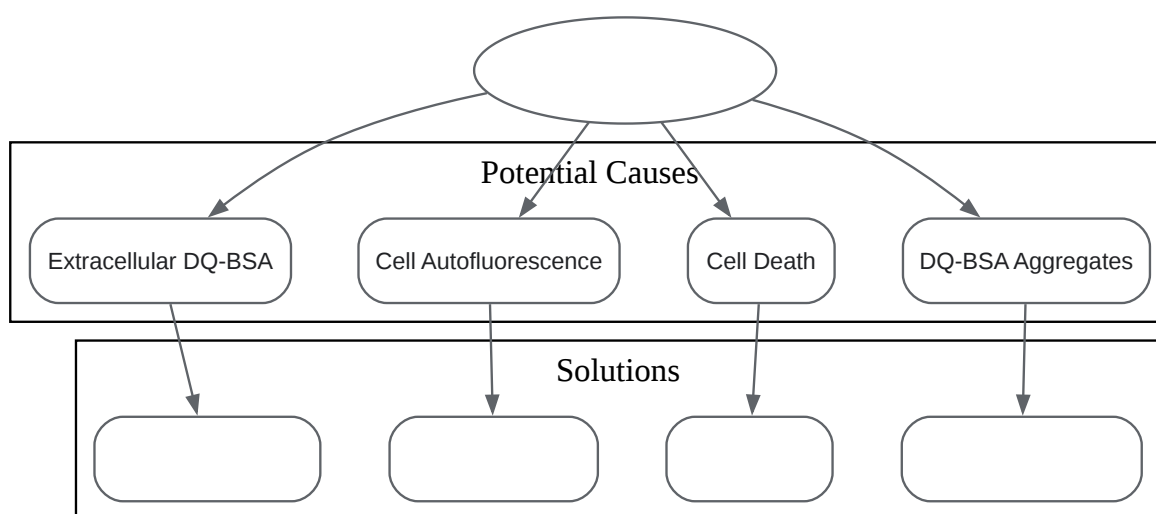 Potential Causes
Extracellular DQ-BSA
Cell Autofluorescence
Cell Death
DQ-BSA Aggregates
Solutions